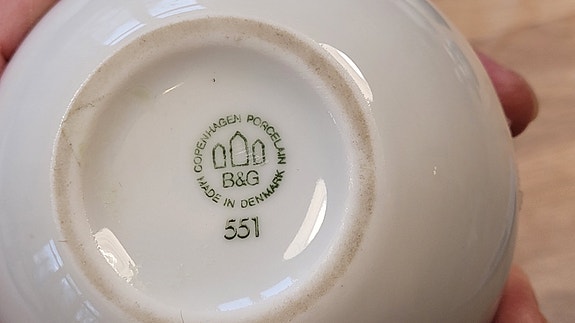 COPENHAGEN PORCELAIN
B&G
MADE IN DENMARK
551